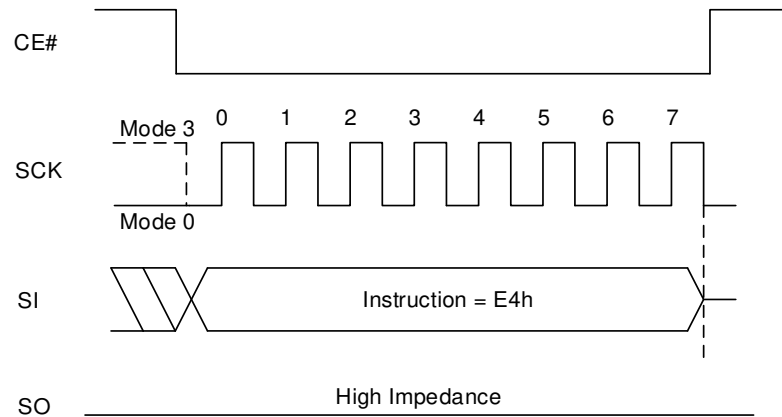 CE#
0 1 2 3 4 5 6 7
Mode 3
SCK
Mode 0
SI
Instruction = E4h
High Impedance
SO